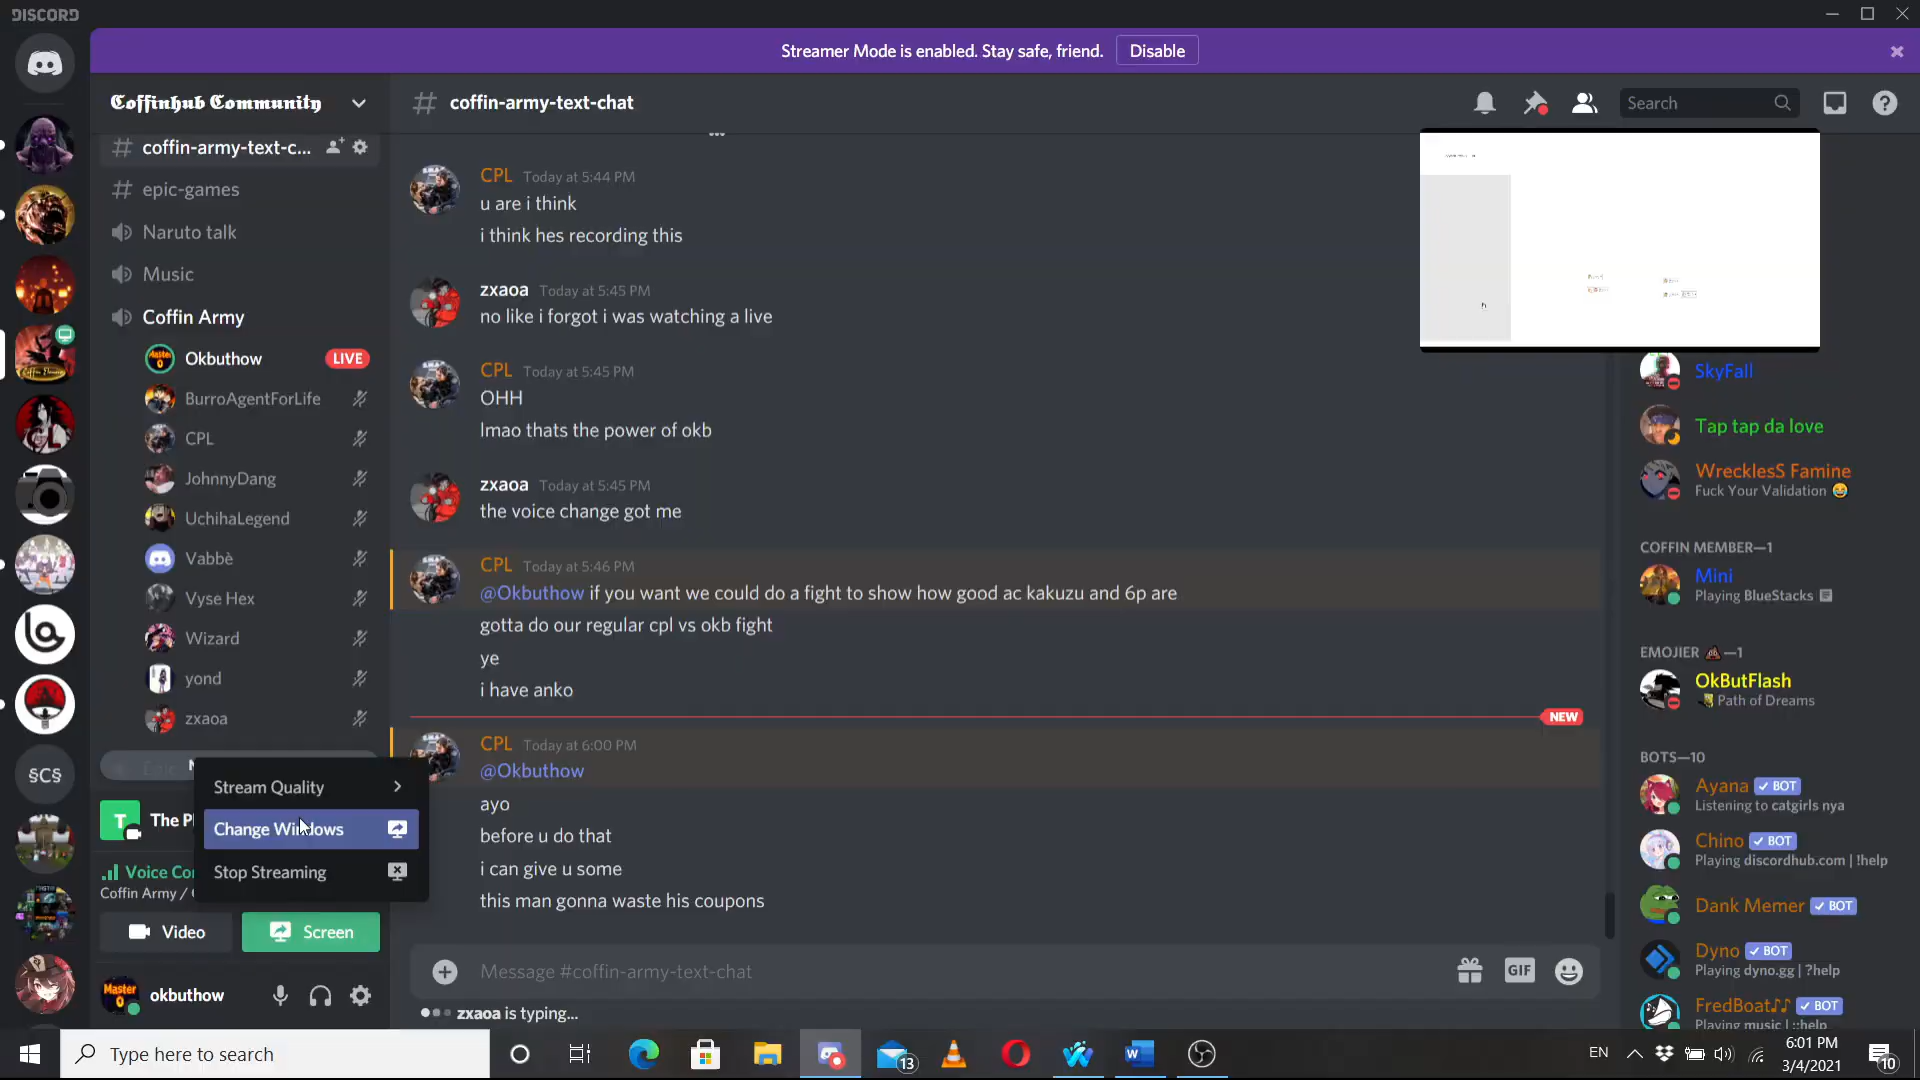 DISCORD
Streamer Mode is enabled. Stay safe, friend. Disable
Coffinhub Community
coffin-army-text-chat
Search
coffin-army-text-c...
epic-games
Naruto talk
Music
Coffin Army
Okbuthow LIVE
BurroAgentForLife
CPL
JohnnyDang
UchihaLegend
Vabbè
Vyse Hex
Wizard
yond
zxaoa
Stream Quality
Change Windows
Stop Streaming
The P
Voice Co
Coffin Army /
Video
Screen
okbuthow
§C§
CPL Today at 5:44 PM
u are i think
i think hes recording this
zxaoa Today at 5:45 PM
no like i forgot i was watching a live
CPL Today at 5:45 PM
OHH
lmao thats the power of okb
zxaoa Today at 5:45 PM
the voice change got me
CPL Today at 5:46 PM
@Okbuthow if you want we could do a fight to show how good ac kakuzu and 6p are
gotta do our regular cpl vs okb fight
ye
i have anko
NEW
CPL Today at 6:00 PM
@Okbuthow
ayo
before u do that
i can give u some
this man gonna waste his coupons
Message #coffin-army-text-chat
GIF
zxaoa is typing...
SkyFall
Tap tap da love
WrecklesS Famine
Fuck Your Validation 😂
COFFIN MEMBER—1
Mini
Playing BlueStacks
EMOJIER 💩—1
OkButFlash
Path of Dreams
BOTS—10
Ayana BOT
Listening to catgirls nya
Chino BOT
Playing discordhub.com | !help
Dank Memer BOT
Dyno BOT
Playing dyno.gg | ?help
FredBoat♪♪ BOT
Playing music | ;;help
Type here to search
13
EN
6:01 PM
3/4/2021
10